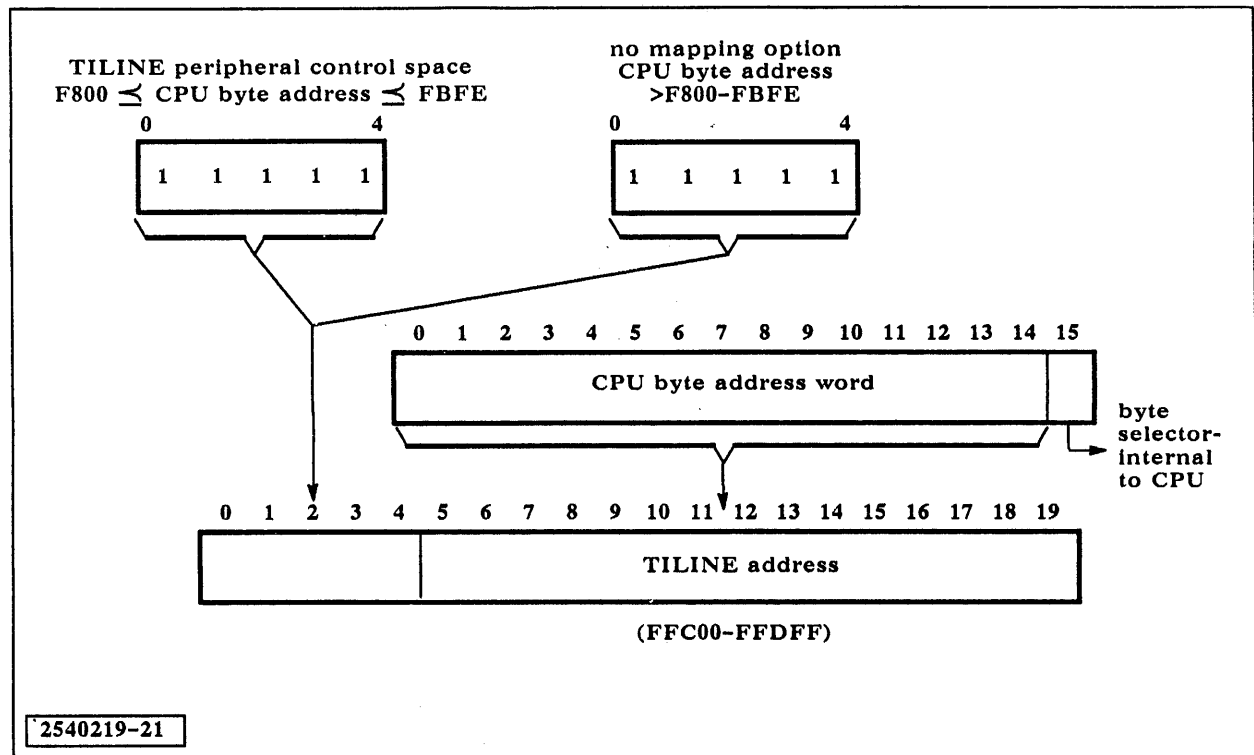 TILINE peripheral control space
F800 ≤ CPU byte address ≤ FBFE
0 4
1 1 1 1 1
no mapping option
CPU byte address
>F800-FBFE
0 4
1 1 1 1 1
0 1 2 3 4 5 6 7 8 9 10 11 12 13 14 15
CPU byte address word
byte
selector-
internal
to CPU
0 1 2 3 4 5 6 7 8 9 10 11 12 13 14 15 16 17 18 19
TILINE address
(FFC00-FFDFF)
2540219-21